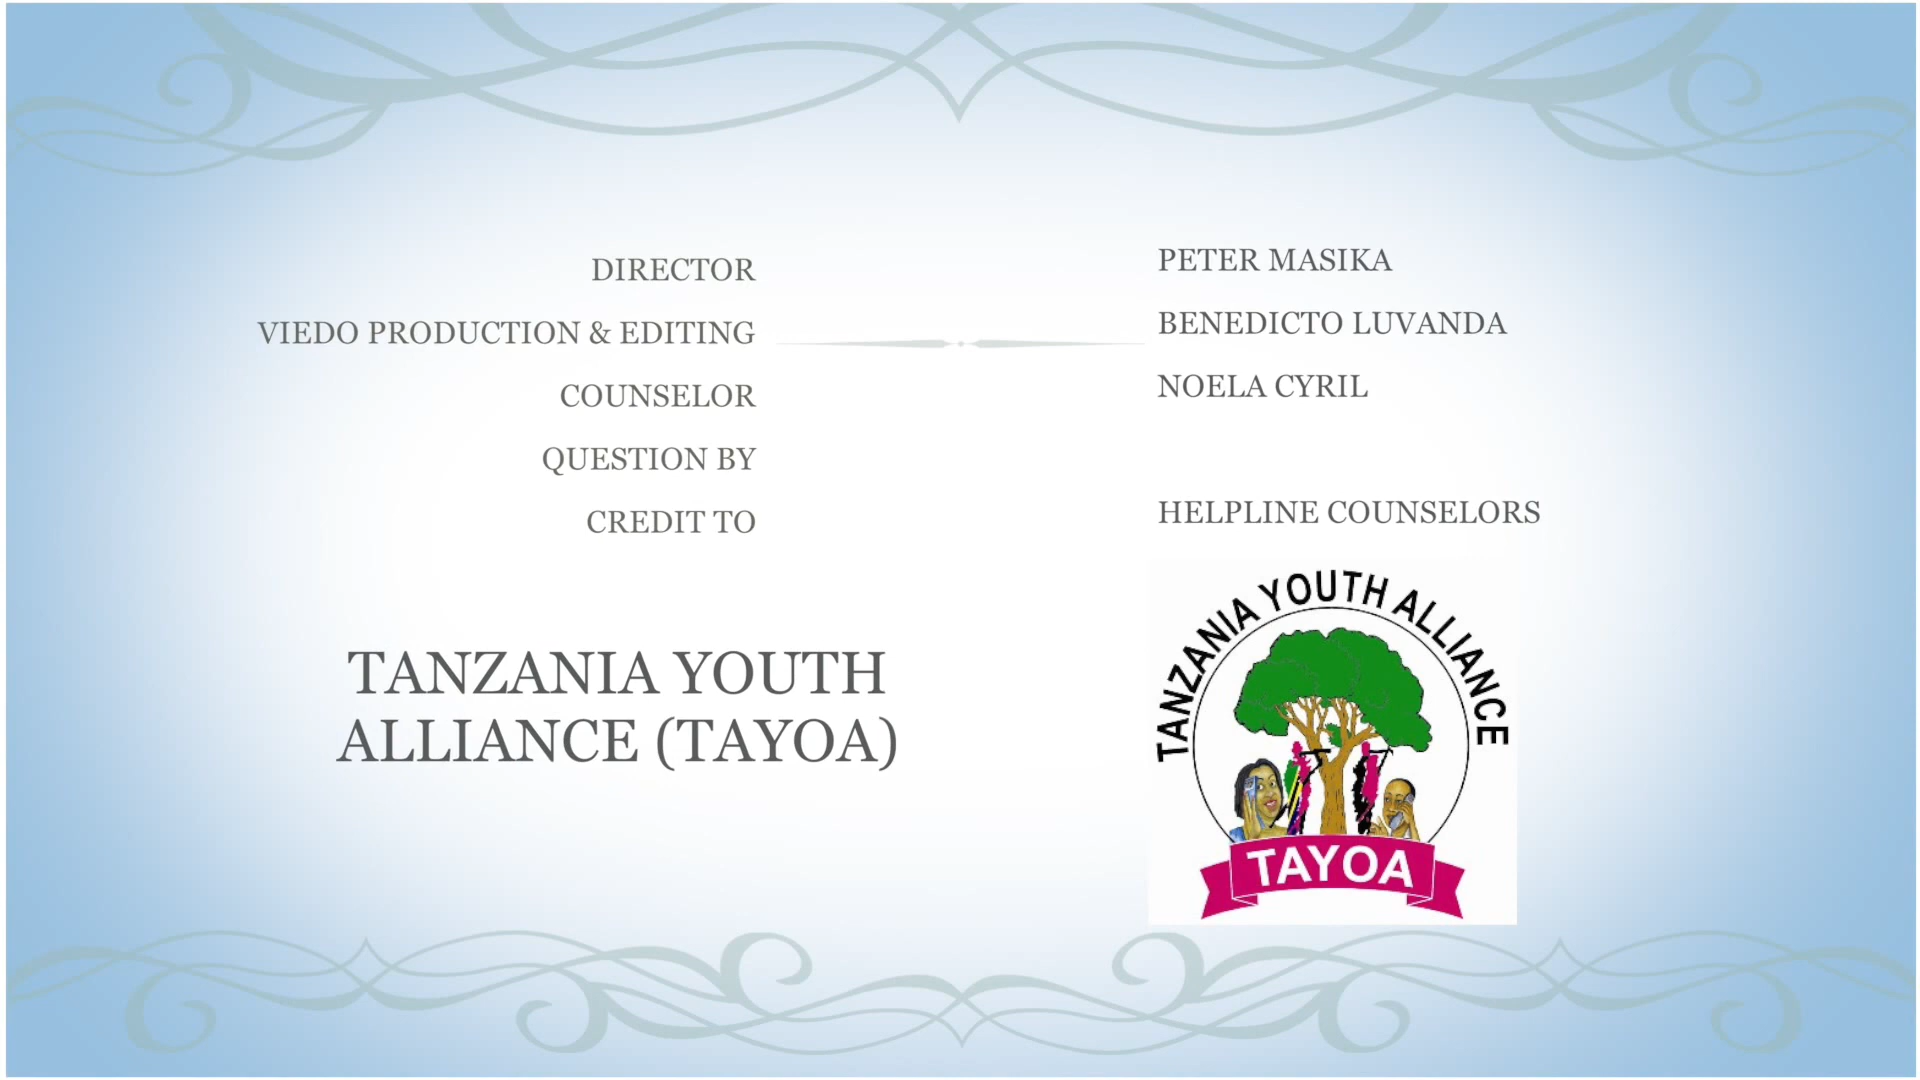 DIRECTOR
PETER MASIKA
VIEDO PRODUCTION & EDITING
BENEDICTO LUVANDA
COUNSELOR
NOELA CYRIL
QUESTION BY
CREDIT TO
HELPLINE COUNSELORS
TANZANIA YOUTH
ALLIANCE (TAYOA)
TANZANIA YOUTH ALLIANCE
TAYOA